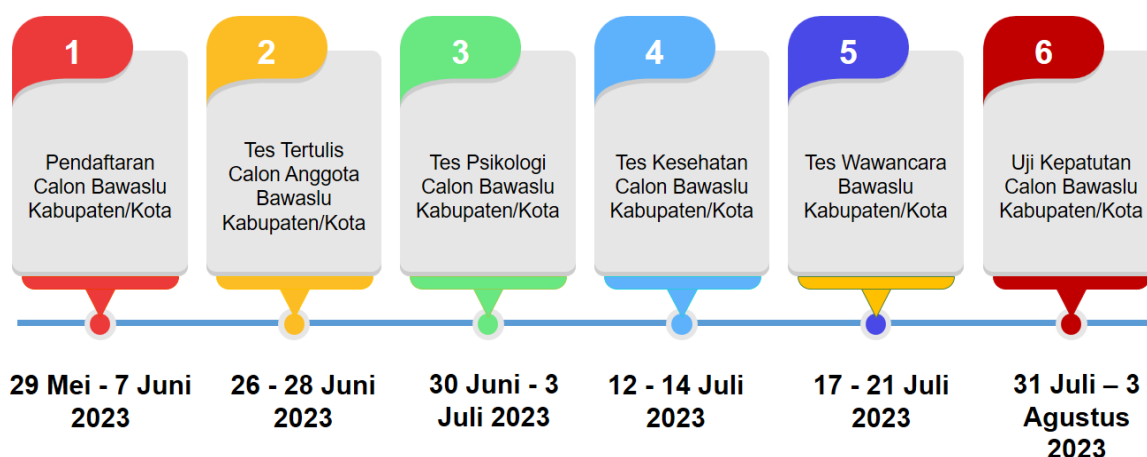 1
Pendaftaran
Calon Bawaslu
Kabupaten/Kota
29 Mei - 7 Juni
2023
2
Tes Tertulis
Calon Anggota
Bawaslu
Kabupaten/Kota
26 - 28 Juni
2023
3
Tes Psikologi
Calon Bawaslu
Kabupaten/Kota
30 Juni - 3
Juli 2023
4
Tes Kesehatan
Calon Bawaslu
Kabupaten/Kota
12 - 14 Juli
2023
5
Tes Wawancara
Bawaslu
Kabupaten/Kota
17 - 21 Juli
2023
6
Uji Kepatutan
Calon Bawaslu
Kabupaten/Kota
31 Juli – 3
Agustus
2023